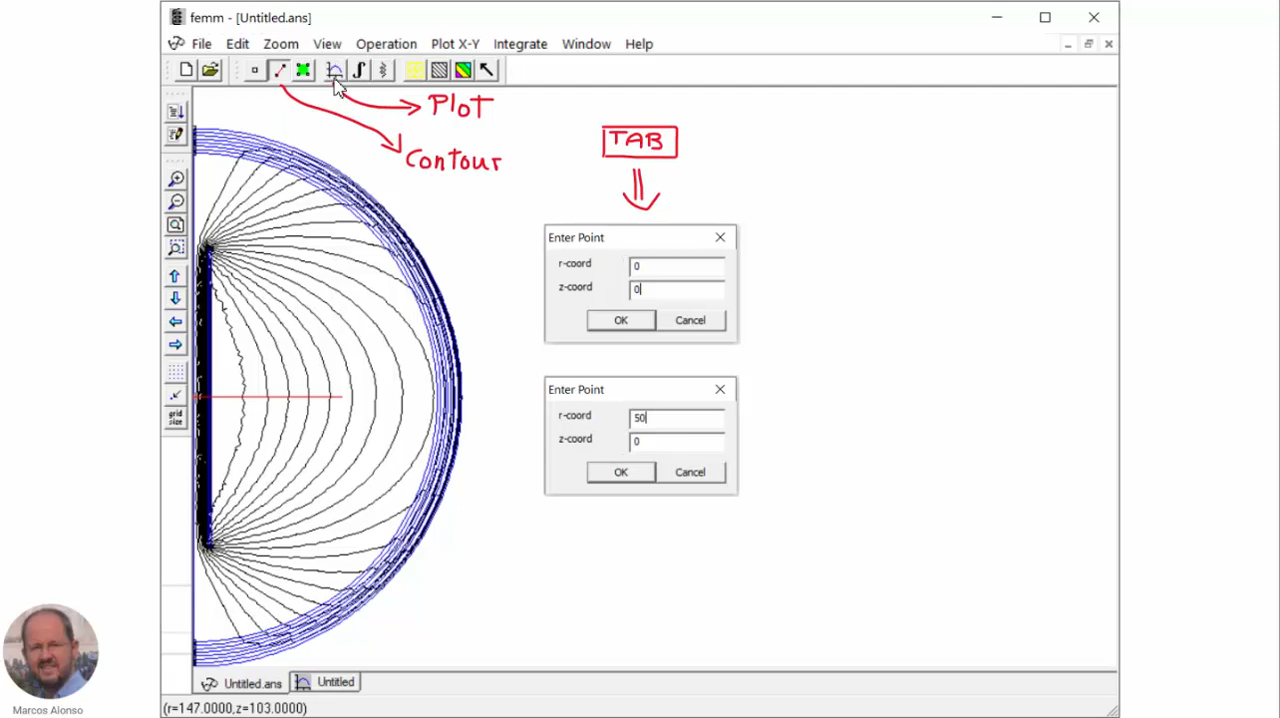 femm - [Untitled.ans]
File Edit Zoom View Operation Plot X-Y Integrate Window Help
Plot
Contour
TAB
Enter Point
r-coord 0
z-coord 0
OK Cancel
Enter Point
r-coord 50
z-coord 0
OK Cancel
grid
size
Untitled.ans Untitled
(r=147.0000,z=103.0000)
Marcos Alonso